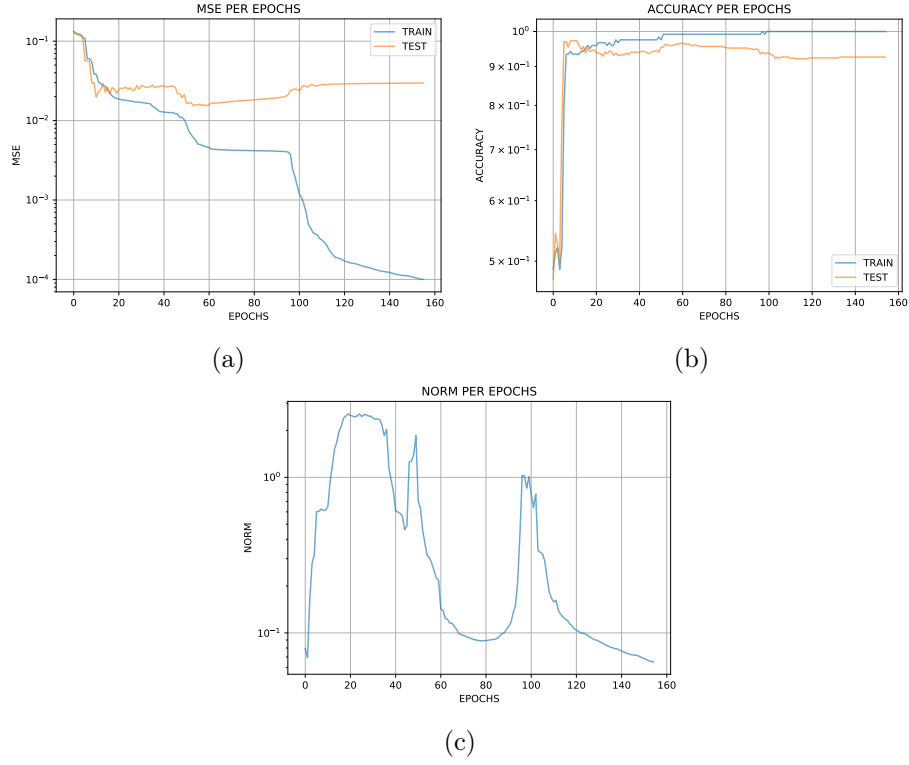 MSE PER EPOCHS
TRAIN
TEST
10⁻¹
10⁻²
10⁻³
10⁻⁴
MSE
0 20 40 60 80 100 120 140 160
EPOCHS
(a)
ACCURACY PER EPOCHS
10⁰
9 × 10⁻¹
8 × 10⁻¹
7 × 10⁻¹
6 × 10⁻¹
5 × 10⁻¹
ACCURACY
TRAIN
TEST
0 20 40 60 80 100 120 140 160
EPOCHS
(b)
NORM PER EPOCHS
10⁰
10⁻¹
NORM
0 20 40 60 80 100 120 140 160
EPOCHS
(c)